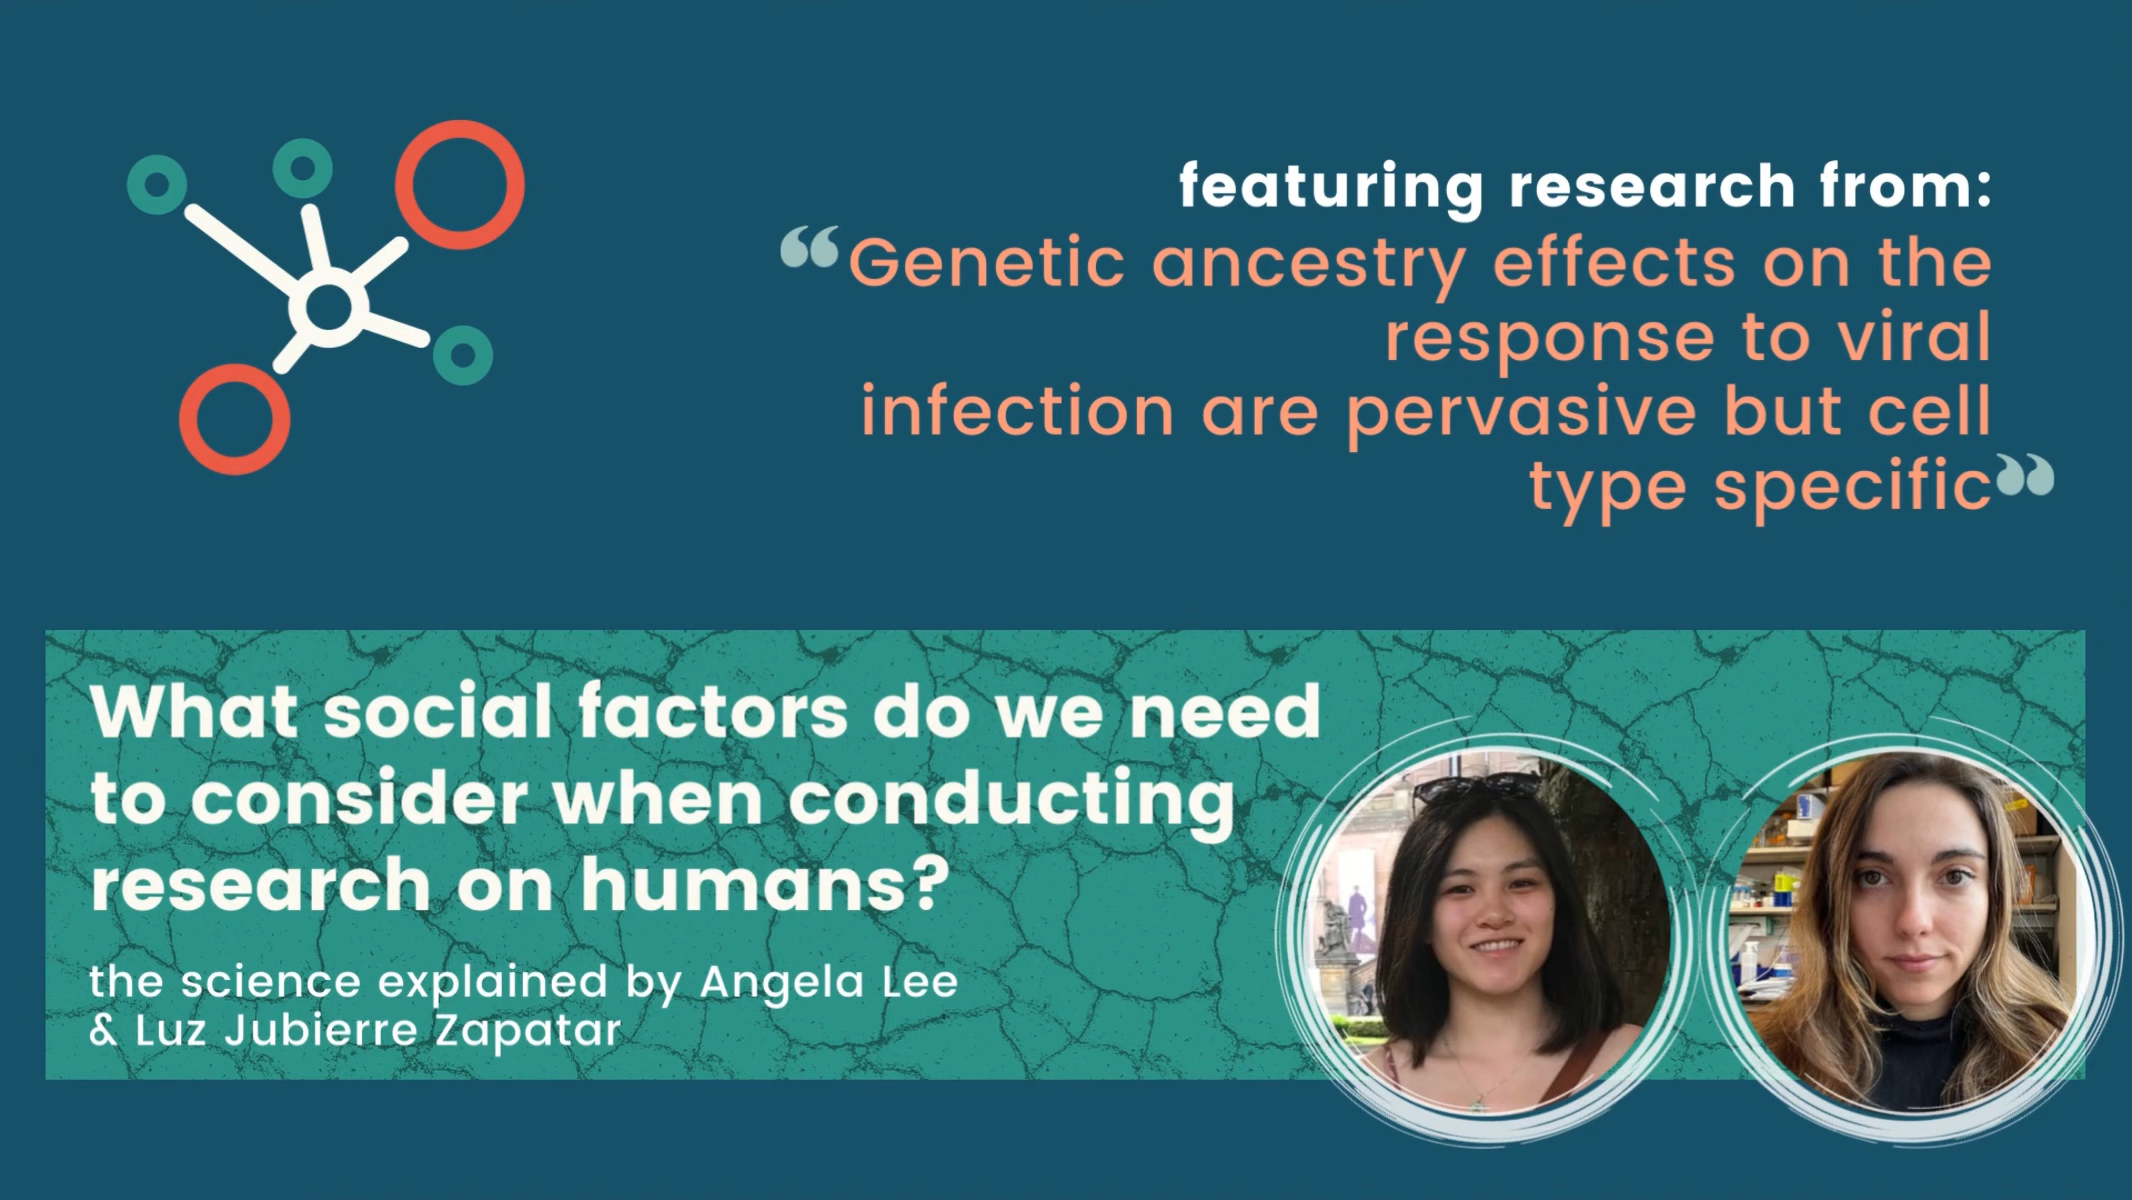 featuring research from:
“Genetic ancestry effects on the
response to viral
infection are pervasive but cell
type specific”
What social factors do we need
to consider when conducting
research on humans?
the science explained by Angela Lee
& Luz Jubierre Zapatar